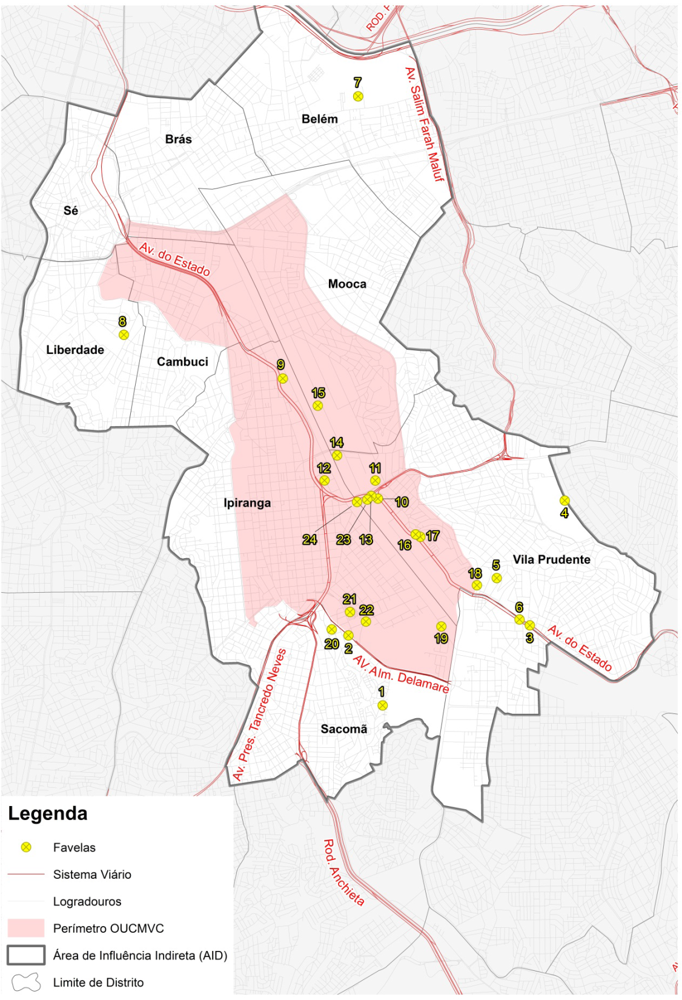 ROD. F
7
Av. Salim Farah Maluf
Belém
Brás
Sé
Av. do Estado
Mooca
8
Liberdade
Cambuci
9
15
14
12
11
Ipiranga
10
4
24
23
13
16
17
Vila Prudente
18
5
21
22
6
20
2
19
3
Av. do Estado
AV. Alm. Delamare
Av. Pres. Tancredo Neves
1
Sacomã
Rod. Anchieta
Legenda
Favelas
Sistema Viário
Logradouros
Perímetro OUCMVC
Área de Influência Indireta (AID)
Limite de Distrito